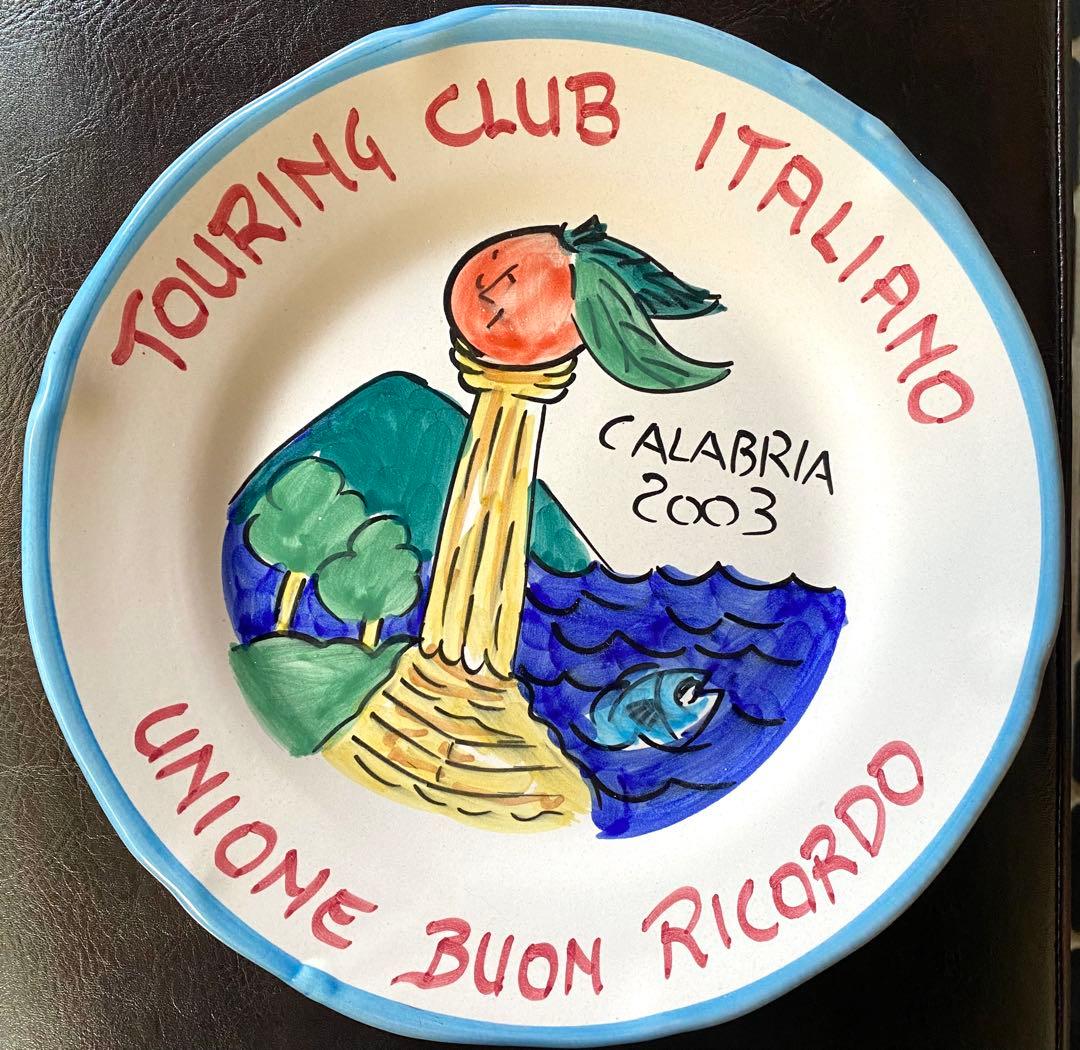 TOURING CLUB ITALIANO
CALABRIA
2003
UNIONE BUON RICORDO